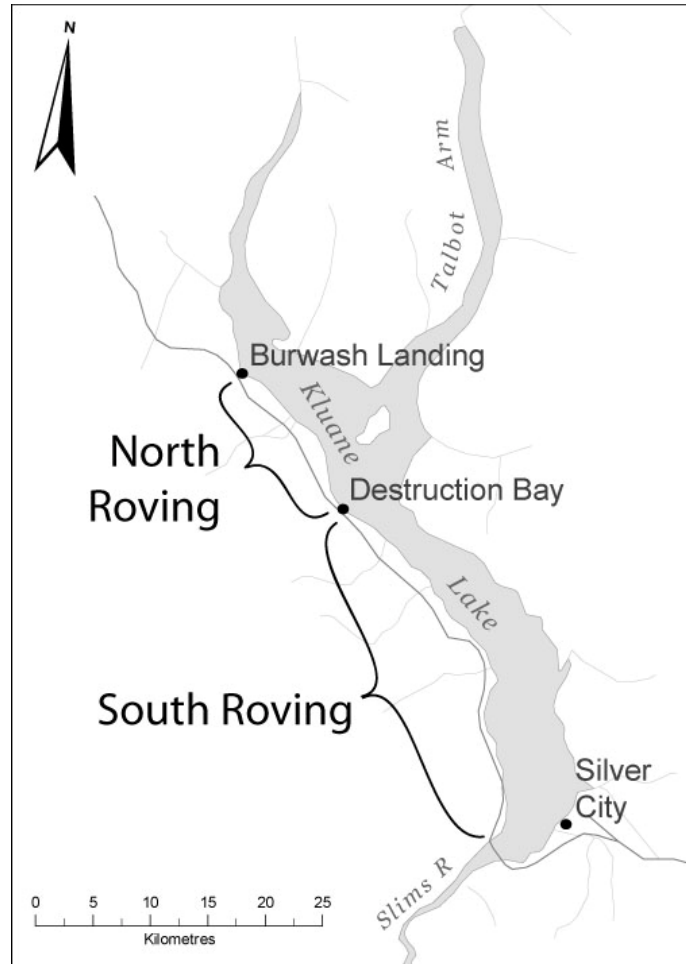 N
Talbot Arm
Burwash Landing
Kluane
North
Roving
Destruction Bay
Lake
South Roving
Silver
City
Slims R
0 5 10 15 20 25
Kilometres